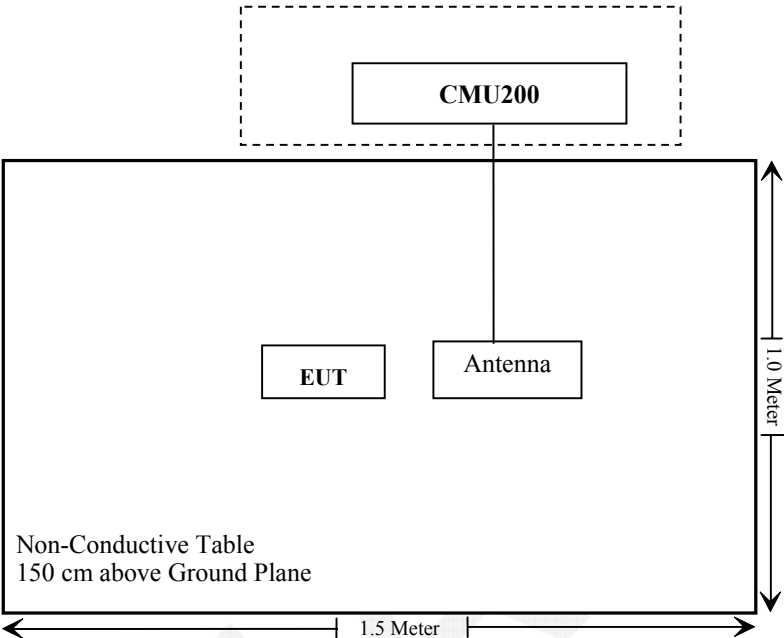 CMU200
EUT
Antenna
1.0 Meter
Non-Conductive Table
150 cm above Ground Plane
1.5 Meter